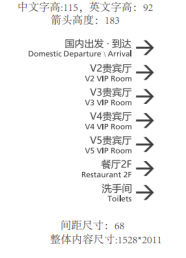 中文字高:115，英文字高：92
箭头高度：183
国内出发 · 到达
Domestic Departure \ Arrival
V2贵宾厅
V2 VIP Room
V3贵宾厅
V3 VIP Room
V4贵宾厅
V4 VIP Room
V5贵宾厅
V5 VIP Room
餐厅2F
Restaurant 2F
洗手间
Toilets
间距尺寸：68
整体内容尺寸:1528*2011